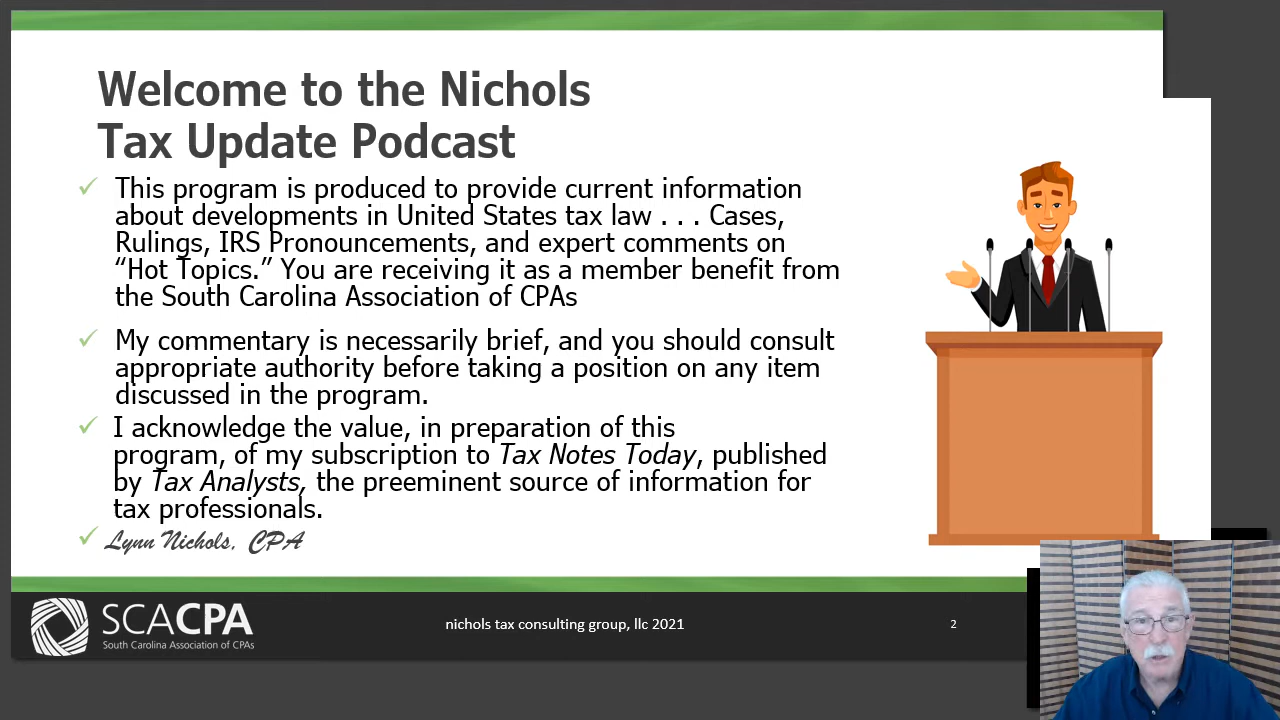 Welcome to the Nichols
Tax Update Podcast
This program is produced to provide current information
about developments in United States tax law . . . Cases,
Rulings, IRS Pronouncements, and expert comments on
“Hot Topics.” You are receiving it as a member benefit from
the South Carolina Association of CPAs
My commentary is necessarily brief, and you should consult
appropriate authority before taking a position on any item
discussed in the program.
I acknowledge the value, in preparation of this
program, of my subscription to Tax Notes Today, published
by Tax Analysts, the preeminent source of information for
tax professionals.
Lynn Nichols, CPA
SCACPA
South Carolina Association of CPAs
nichols tax consulting group, llc 2021
2